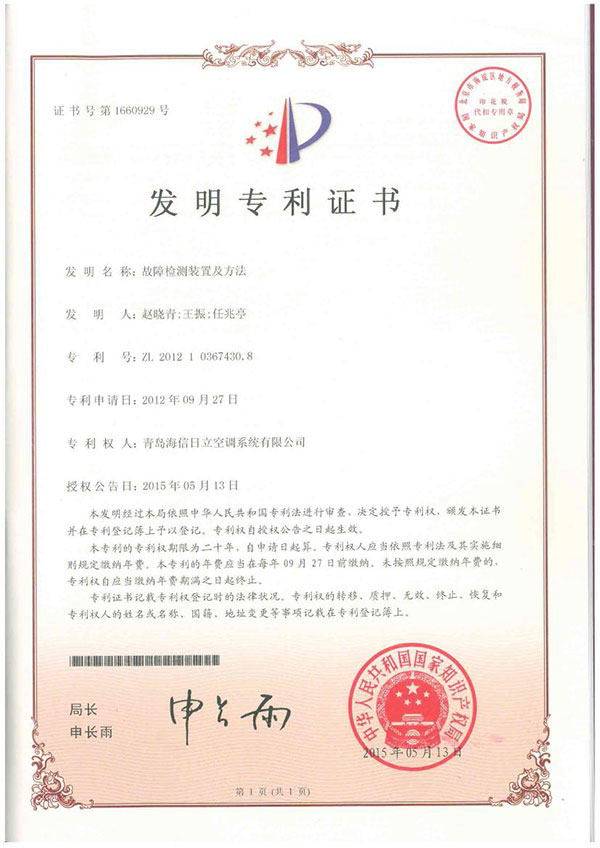 证书号第1660929号
北京市海淀区地方税务局
印花税
代扣专用章
国家知识产权局
发明专利证书
发明名称：故障检测装置及方法
发明人：赵晓青;王振;任兆亭
专利号：ZL 2012 1 0367430.8
专利申请日：2012年09月27日
专利权人：青岛海信日立空调系统有限公司
授权公告日：2015年05月13日
本发明经过本局依照中华人民共和国专利法进行审查，决定授予专利权，颁发本证书
并在专利登记簿上予以登记。专利权自授权公告之日起生效。
本专利的专利权期限为二十年，自申请日起算。专利权人应当依照专利法及其实施细
则规定缴纳年费。本专利的年费应当在每年09月27日前缴纳。未按照规定缴纳年费的，
专利权自应当缴纳年费期满之日起终止。
专利证书记载专利权登记时的法律状况。专利权的转移、质押、无效、终止、恢复和
专利权人的姓名或名称、国籍、地址变更等事项记载在专利登记簿上。
局长
申长雨
申长雨
中华人民共和国国家知识产权局
2015年05月13日
第1页(共1页)